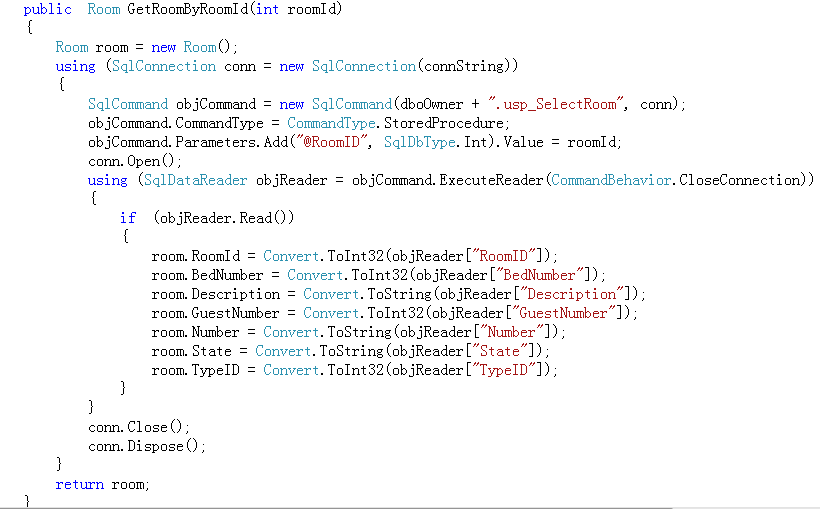 public  Room GetRoomByRoomId(int roomId)
{
    Room room = new Room();
    using (SqlConnection conn = new SqlConnection(connString))
    {
        SqlCommand objCommand = new SqlCommand(dboOwner + ".usp_SelectRoom", conn);
        objCommand.CommandType = CommandType.StoredProcedure;
        objCommand.Parameters.Add("@RoomID", SqlDbType.Int).Value = roomId;
        conn.Open();
        using (SqlDataReader objReader = objCommand.ExecuteReader(CommandBehavior.CloseConnection))
        {
            if  (objReader.Read())
            {
                room.RoomId = Convert.ToInt32(objReader["RoomID"]);
                room.BedNumber = Convert.ToInt32(objReader["BedNumber"]);
                room.Description = Convert.ToString(objReader["Description"]);
                room.GuestNumber = Convert.ToInt32(objReader["GuestNumber"]);
                room.Number = Convert.ToString(objReader["Number"]);
                room.State = Convert.ToString(objReader["State"]);
                room.TypeID = Convert.ToInt32(objReader["TypeID"]);
            }
        }
        conn.Close();
        conn.Dispose();
    }
    return room;
}